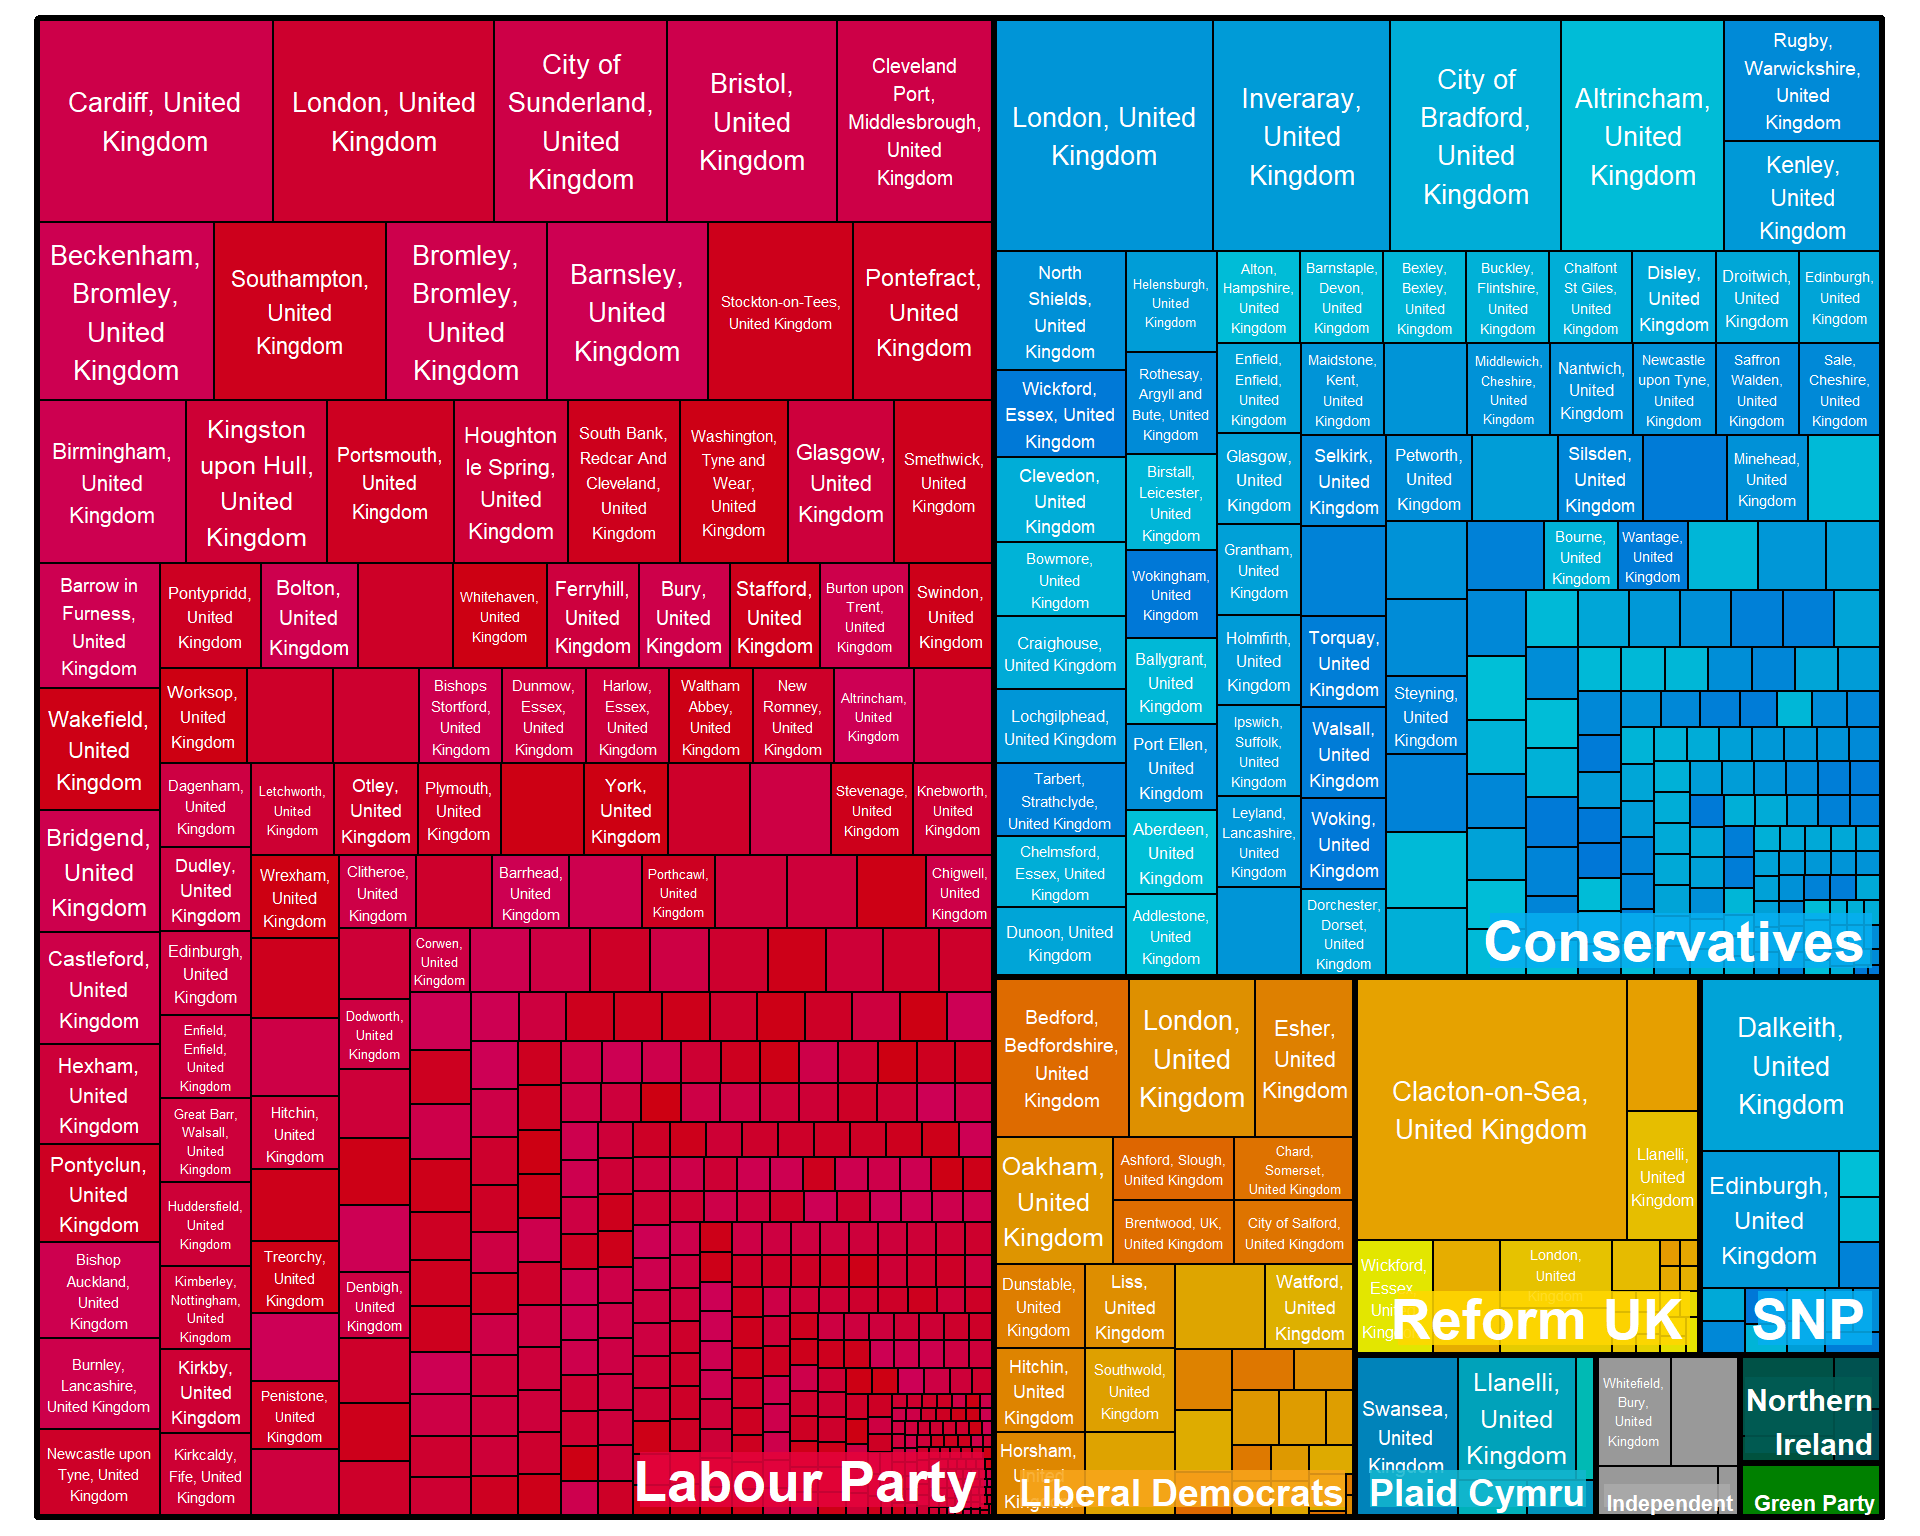 Cardiff, United
Kingdom
London, United
Kingdom
City of
Sunderland,
United
Kingdom
Bristol,
United
Kingdom
Cleveland
Port,
Middlesbrough,
United
Kingdom
Beckenham,
Bromley,
United
Kingdom
Southampton,
United
Kingdom
Bromley,
Bromley,
United
Kingdom
Barnsley,
United
Kingdom
Stockton-on-Tees,
United Kingdom
Pontefract,
United
Kingdom
Birmingham,
United
Kingdom
Kingston
upon Hull,
United
Kingdom
Portsmouth,
United
Kingdom
Houghton
le Spring,
United
Kingdom
South Bank,
Redcar And
Cleveland,
United
Kingdom
Washington,
Tyne and
Wear,
United
Kingdom
Glasgow,
United
Kingdom
Smethwick,
United
Kingdom
Barrow in
Furness,
United
Kingdom
Pontypridd,
United
Kingdom
Bolton,
United
Kingdom
Whitehaven,
United
Kingdom
Ferryhill,
United
Kingdom
Bury,
United
Kingdom
Stafford,
United
Kingdom
Burton upon
Trent,
United
Kingdom
Swindon,
United
Kingdom
Wakefield,
United
Kingdom
Worksop,
United
Kingdom
Bishops
Stortford,
United
Kingdom
Dunmow,
Essex,
United
Kingdom
Harlow,
Essex,
United
Kingdom
Waltham
Abbey,
United
Kingdom
New
Romney,
United
Kingdom
Altrincham,
United
Kingdom
Dagenham,
United
Kingdom
Letchworth,
United
Kingdom
Otley,
United
Kingdom
Plymouth,
United
Kingdom
York,
United
Kingdom
Stevenage,
United
Kingdom
Knebworth,
United
Kingdom
Bridgend,
United
Kingdom
Dudley,
United
Kingdom
Wrexham,
United
Kingdom
Clitheroe,
United
Kingdom
Barrhead,
United
Kingdom
Porthcawl,
United
Kingdom
Chigwell,
United
Kingdom
Castleford,
United
Kingdom
Edinburgh,
United
Kingdom
Corwen,
United
Kingdom
Hexham,
United
Kingdom
Enfield,
Enfield,
United
Kingdom
Dodworth,
United
Kingdom
Great Barr,
Walsall,
United
Kingdom
Hitchin,
United
Kingdom
Pontyclun,
United
Kingdom
Huddersfield,
United
Kingdom
Treorchy,
United
Kingdom
Bishop
Auckland,
United
Kingdom
Kimberley,
Nottingham,
United
Kingdom
Denbigh,
United
Kingdom
Burnley,
Lancashire,
United Kingdom
Kirkby,
United
Kingdom
Penistone,
United
Kingdom
Newcastle upon
Tyne, United
Kingdom
Kirkcaldy,
Fife, United
Kingdom
Labour Party
London, United
Kingdom
Inveraray,
United
Kingdom
City of
Bradford,
United
Kingdom
Altrincham,
United
Kingdom
Rugby,
Warwickshire,
United
Kingdom
Kenley,
United
Kingdom
North
Shields,
United
Kingdom
Helensburgh,
United
Kingdom
Alton,
Hampshire,
United
Kingdom
Barnstaple,
Devon,
United
Kingdom
Bexley,
Bexley,
United
Kingdom
Buckley,
Flintshire,
United
Kingdom
Chalfont
St Giles,
United
Kingdom
Disley,
United
Kingdom
Droitwich,
United
Kingdom
Edinburgh,
United
Kingdom
Wickford,
Essex, United
Kingdom
Rothesay,
Argyll and
Bute, United
Kingdom
Enfield,
Enfield,
United
Kingdom
Maidstone,
Kent,
United
Kingdom
Middlewich,
Cheshire,
United
Kingdom
Nantwich,
United
Kingdom
Newcastle
upon Tyne,
United
Kingdom
Saffron
Walden,
United
Kingdom
Sale,
Cheshire,
United
Kingdom
Clevedon,
United
Kingdom
Birstall,
Leicester,
United
Kingdom
Glasgow,
United
Kingdom
Selkirk,
United
Kingdom
Petworth,
United
Kingdom
Silsden,
United
Kingdom
Minehead,
United
Kingdom
Bowmore,
United
Kingdom
Wokingham,
United
Kingdom
Grantham,
United
Kingdom
Bourne,
United
Kingdom
Wantage,
United
Kingdom
Craighouse,
United Kingdom
Ballygrant,
United
Kingdom
Holmfirth,
United
Kingdom
Torquay,
United
Kingdom
Lochgilphead,
United Kingdom
Port Ellen,
United
Kingdom
Ipswich,
Suffolk,
United
Kingdom
Walsall,
United
Kingdom
Steyning,
United
Kingdom
Tarbert,
Strathclyde,
United Kingdom
Aberdeen,
United
Kingdom
Leyland,
Lancashire,
United
Kingdom
Woking,
United
Kingdom
Chelmsford,
Essex, United
Kingdom
Addlestone,
United
Kingdom
Dorchester,
Dorset,
United
Kingdom
Dunoon, United
Kingdom
Conservatives
Bedford,
Bedfordshire,
United
Kingdom
London,
United
Kingdom
Esher,
United
Kingdom
Oakham,
United
Kingdom
Ashford, Slough,
United Kingdom
Chard,
Somerset,
United Kingdom
Brentwood, UK,
United Kingdom
City of Salford,
United Kingdom
Dunstable,
United
Kingdom
Liss,
United
Kingdom
Watford,
United
Kingdom
Hitchin,
United
Kingdom
Southwold,
United
Kingdom
Horsham,
United
Kingdom
Liberal Democrats
Clacton-on-Sea,
United Kingdom
Llanelli,
United
Kingdom
Wickford,
Essex,
United
Kingdom
London,
United
Kingdom
Reform UK
Dalkeith,
United
Kingdom
Edinburgh,
United
Kingdom
SNP
Swansea,
United
Kingdom
Llanelli,
United
Kingdom
Plaid Cymru
Whitefield,
Bury,
United
Kingdom
Independent
Northern
Ireland
Green Party